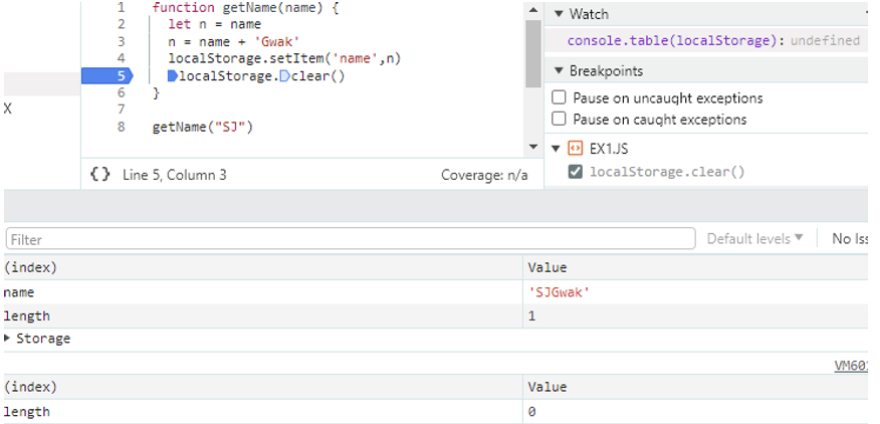 1 function getName(name) {
2 let n = name
3 n = name + 'Gwak'
4 localStorage.setItem('name',n)
5 localStorage.clear()
6 }
7
8 getName("SJ")
{} Line 5, Column 3 Coverage: n/a
X
Watch
console.table(localStorage): undefined
Breakpoints
Pause on uncaught exceptions
Pause on caught exceptions
EX1.JS
localStorage.clear()
Filter Default levels No Iss
(index) Value
name 'SJGwak'
length 1
Storage
VM601
(index) Value
length 0